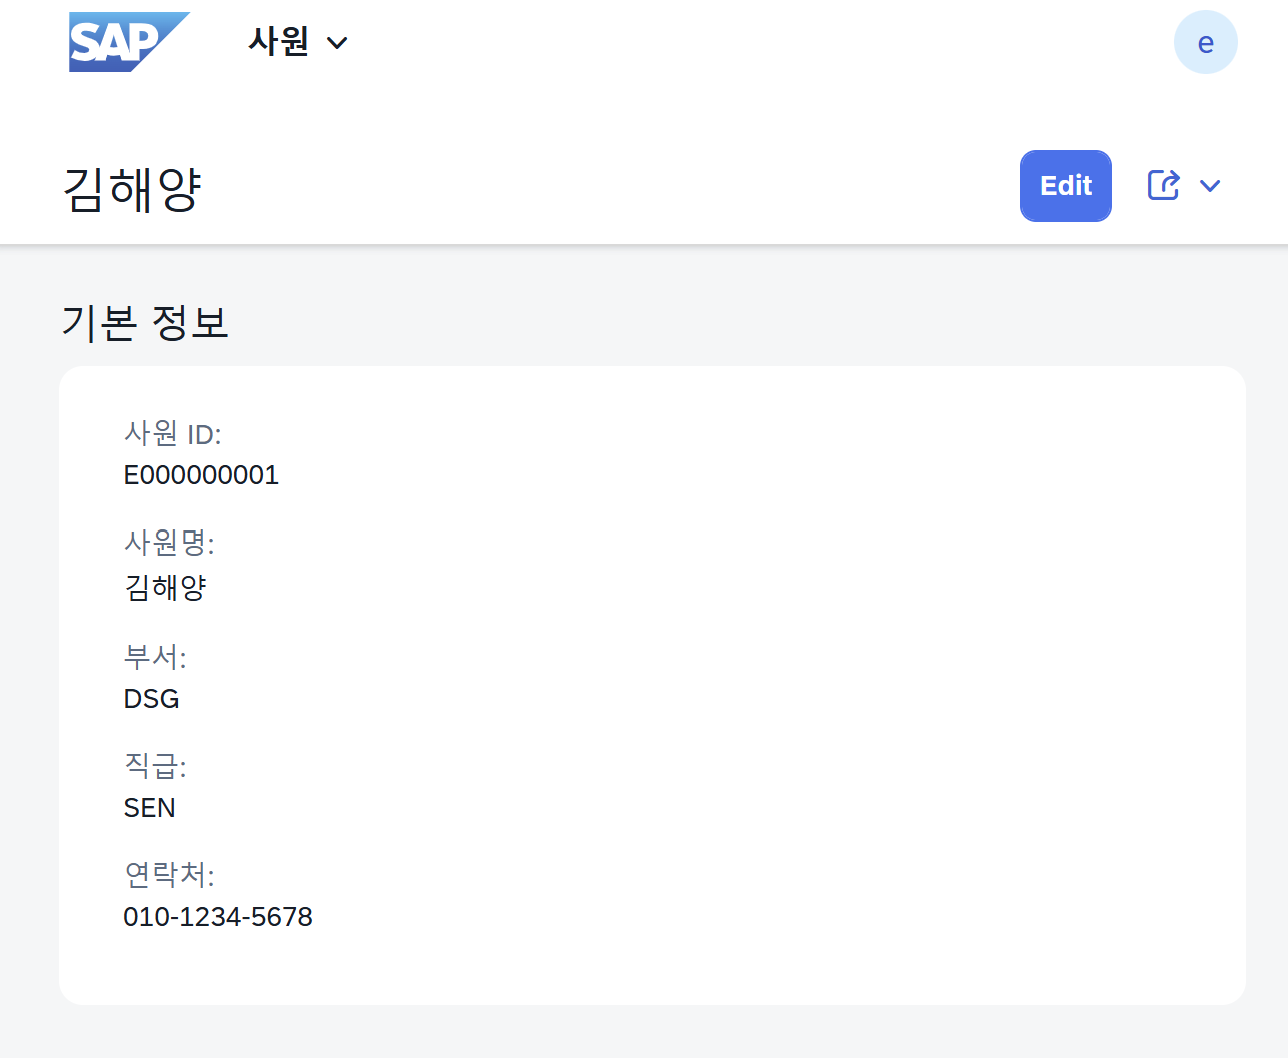 SAP
사원
e
김해양
Edit
기본 정보
사원 ID:
E000000001
사원명:
김해양
부서:
DSG
직급:
SEN
연락처:
010-1234-5678